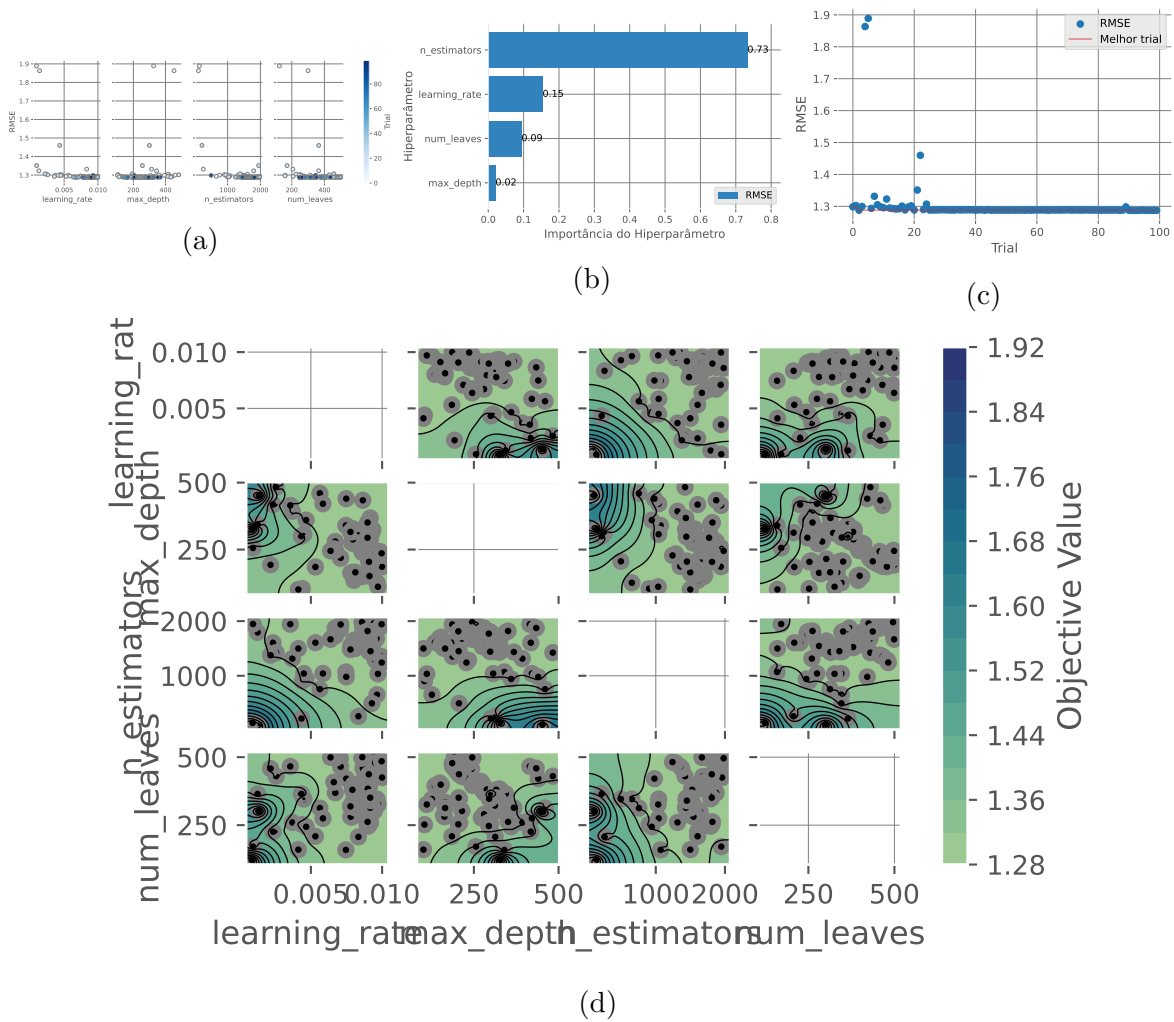 1.9
1.8
1.7
1.6
1.5
1.4
1.3
RMSE
0.005
0.010
learning_rate
200
400
max_depth
1000
2000
n_estimators
200
400
num_leaves
80
60
40
20
0
Trial
(a)
Hiperparâmetro
n_estimators
0.73
learning_rate
0.15
num_leaves
0.09
max_depth
0.02
RMSE
0.0 0.1 0.2 0.3 0.4 0.5 0.6 0.7 0.8
Importância do Hiperparâmetro
(b)
1.9
1.8
1.7
1.6
1.5
1.4
1.3
RMSE
RMSE
Melhor trial
0 20 40 60 80 100
Trial
(c)
learning_rat
0.010
0.005
max_depth
500
250
n_estimators
2000
1000
num_leaves
500
250
0.005 0.010
learning_rate
250 500
max_depth
1000 2000
n_estimators
250 500
num_leaves
1.92
1.84
1.76
1.68
1.60
1.52
1.44
1.36
1.28
Objective Value
(d)